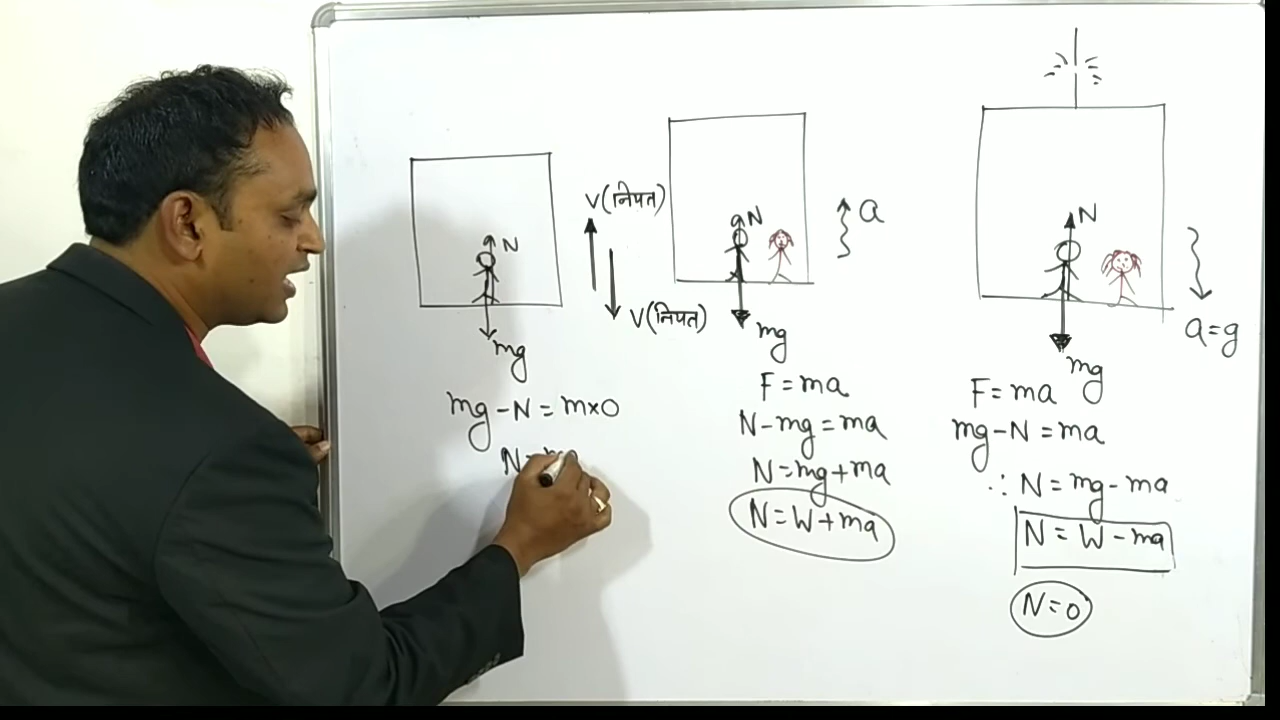 N
mg
mg-N = m×0
N=m
v(नियत)
v(नियत)
N
mg
a
F = ma
N-mg = ma
N = mg+ma
N = W+ma
N
mg
a=g
F = ma
mg-N = ma
∴ N = mg-ma
N = W-ma
N=0